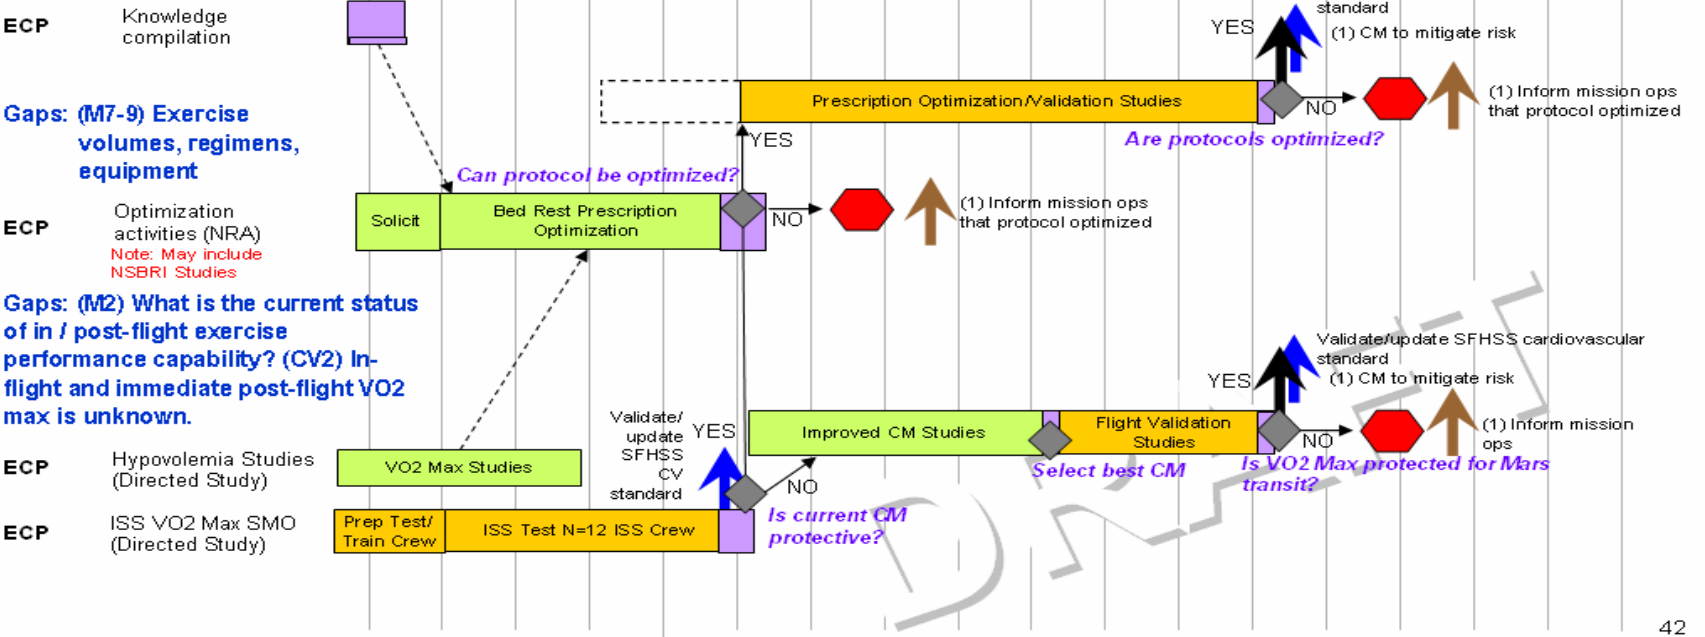 standard
ECP
Knowledge
compilation
YES
(1) CM to mitigate risk
Prescription Optimization/Validation Studies
NO
(1) Inform mission ops
that protocol optimized
Are protocols optimized?
Gaps: (M7-9) Exercise
volumes, regimens,
equipment
YES
Can protocol be optimized?
ECP
Optimization
activities (NRA)
Note: May include
NSBRI Studies
Solicit
Bed Rest Prescription
Optimization
NO
(1) Inform mission ops
that protocol optimized
Gaps: (M2) What is the current status
of in / post-flight exercise
performance capability? (CV2) In-
flight and immediate post-flight VO2
max is unknown.
Validate/update SFHSS cardiovascular
standard
(1) CM to mitigate risk
YES
Validate/
update
SFHSS
CV
standard
YES
Improved CM Studies
Flight Validation
Studies
NO
(1) Inform mission
ops
Select best CM
Is VO2 Max protected for Mars
transit?
ECP
Hypovolemia Studies
(Directed Study)
VO2 Max Studies
NO
Is current CM
protective?
ECP
ISS VO2 Max SMO
(Directed Study)
Prep Test/
Train Crew
ISS Test N=12 ISS Crew
DRAFT
42